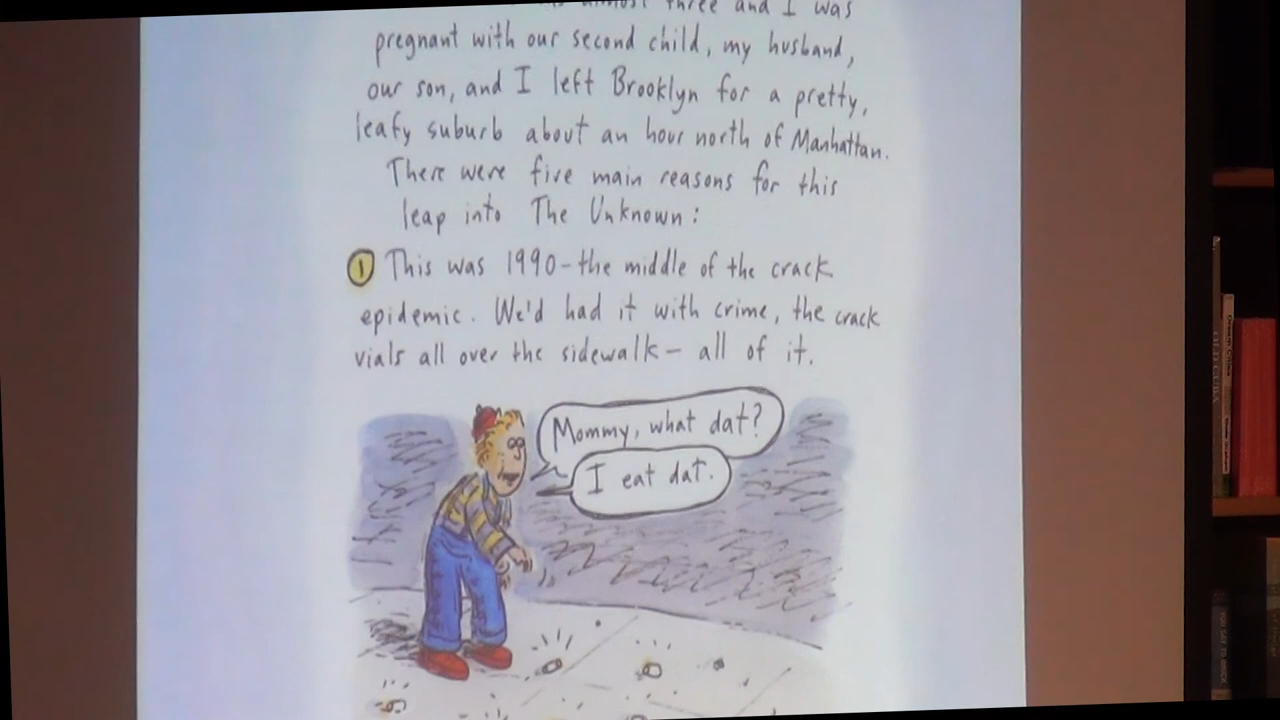 three and I was
pregnant with our second child, my husband,
our son, and I left Brooklyn for a pretty,
leafy suburb about an hour north of Manhattan.
There were five main reasons for this
leap into The Unknown:
1 This was 1990-the middle of the crack
epidemic. We'd had it with crime, the crack
vials all over the sidewalk- all of it.
Mommy, what dat?
I eat dat.